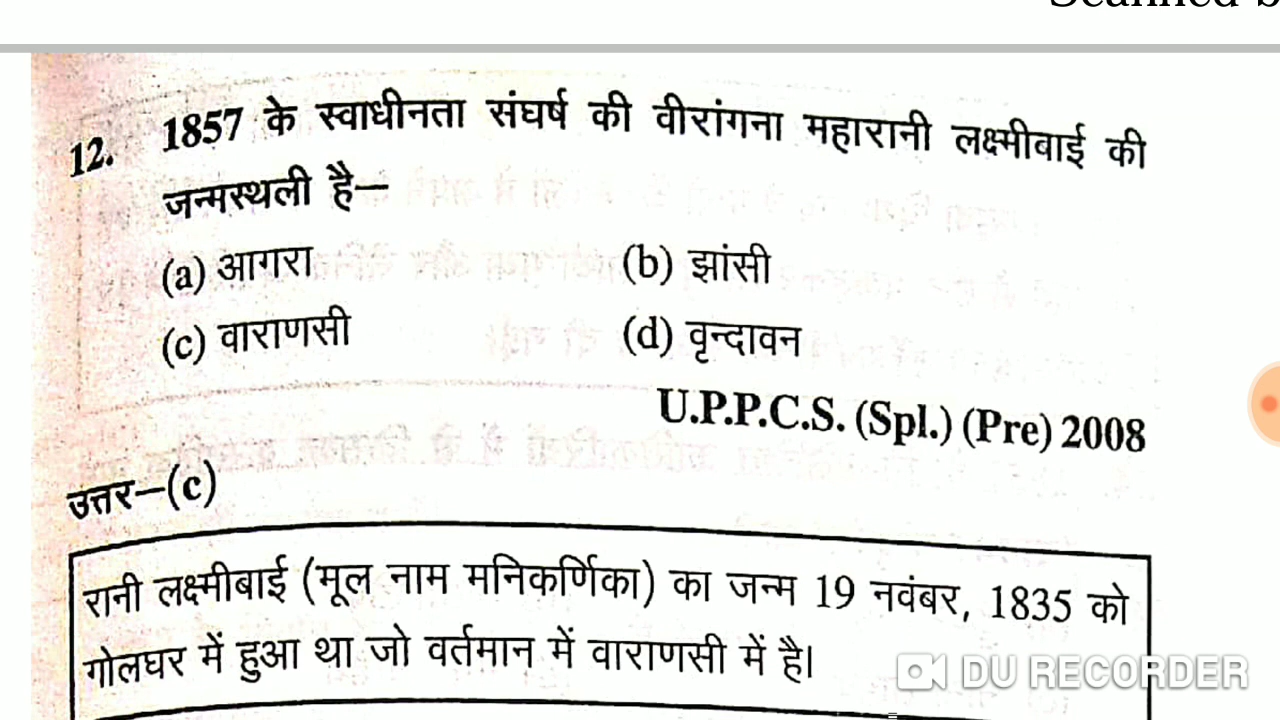 12. 1857 के स्वाधीनता संघर्ष की वीरांगना महारानी लक्ष्मीबाई की
जन्मस्थली है—
(a) आगरा (b) झांसी
(c) वाराणसी (d) वृन्दावन
U.P.P.C.S. (Spl.) (Pre) 2008
उत्तर—(c)
रानी लक्ष्मीबाई (मूल नाम मनिकर्णिका) का जन्म 19 नवंबर, 1835 को
गोलघर में हुआ था जो वर्तमान में वाराणसी में है।
DU RECORDER